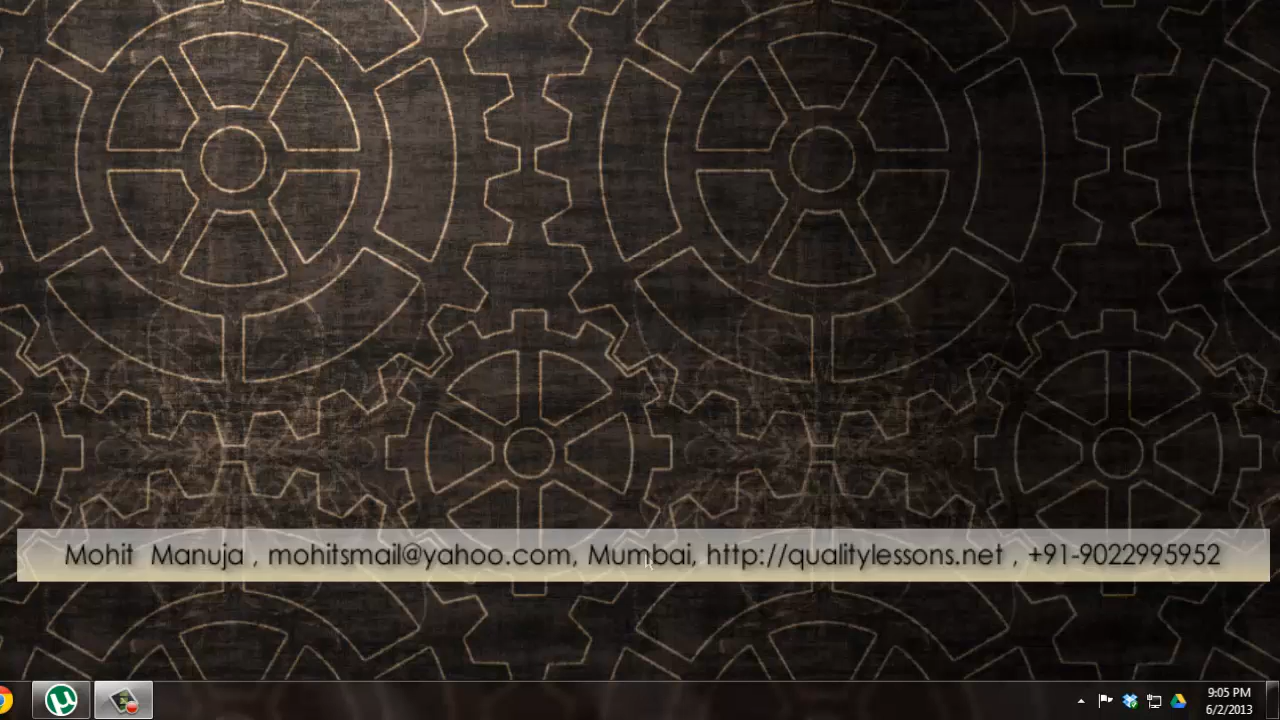 Mohit Manuja , mohitsmail@yahoo.com, Mumbai, http://qualitylessons.net , +91-9022995952
9:05 PM
6/2/2013